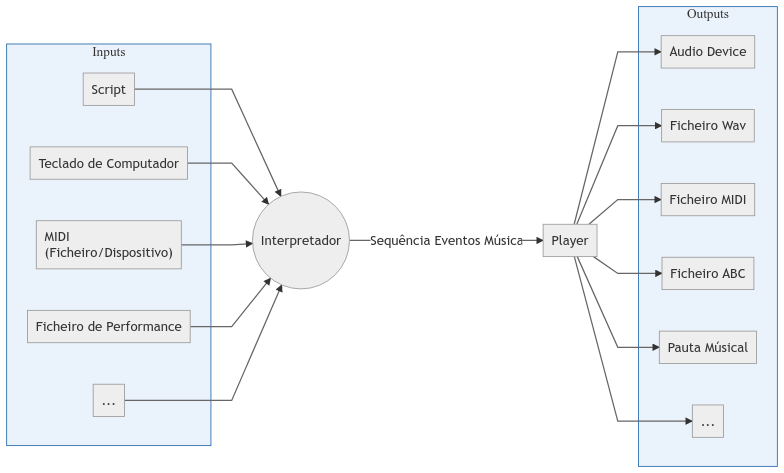 Inputs
Script
Teclado de Computador
MIDI
(Ficheiro/Dispositivo)
Ficheiro de Performance
...
Interpretador
Sequência Eventos Música
Player
Outputs
Audio Device
Ficheiro Wav
Ficheiro MIDI
Ficheiro ABC
Pauta Músical
...